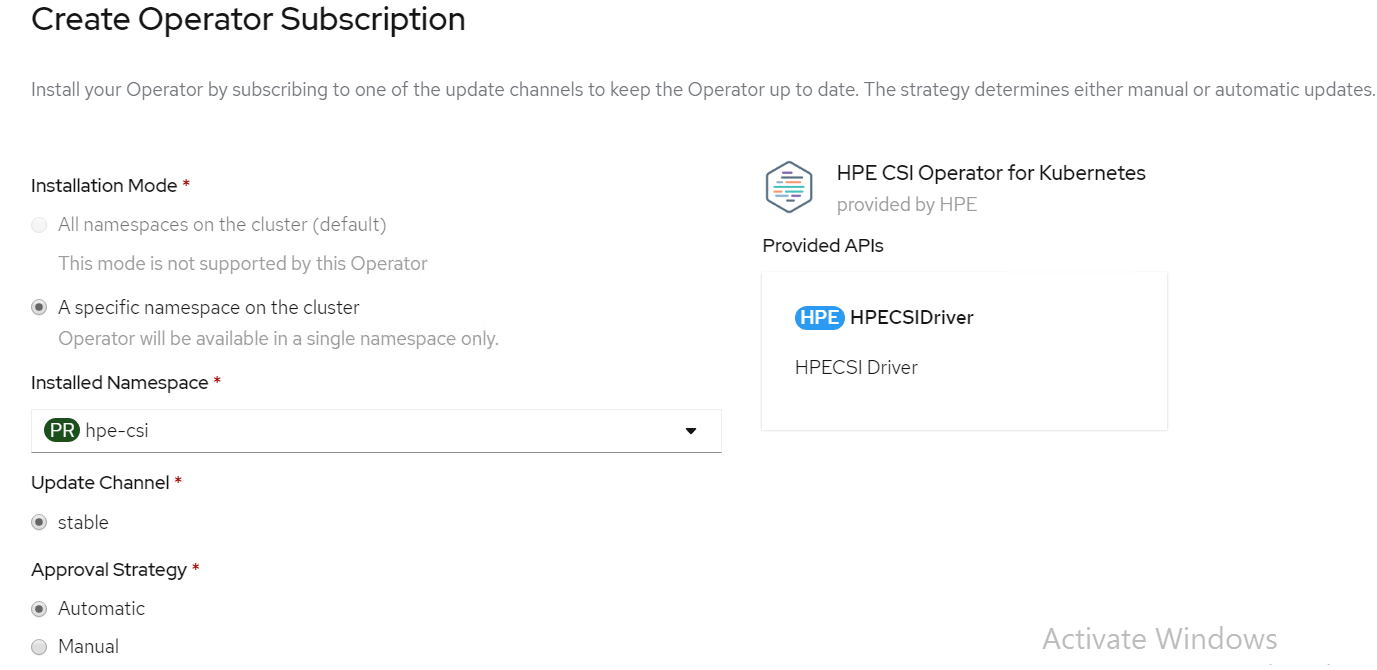 Create Operator Subscription
Install your Operator by subscribing to one of the update channels to keep the Operator up to date. The strategy determines either manual or automatic updates.
Installation Mode *
All namespaces on the cluster (default)
This mode is not supported by this Operator
A specific namespace on the cluster
Operator will be available in a single namespace only.
Installed Namespace *
PR hpe-csi
Update Channel *
stable
Approval Strategy *
Automatic
Manual
HPE CSI Operator for Kubernetes
provided by HPE
Provided APIs
HPE HPECSIDriver
HPECSI Driver
Activate Windows